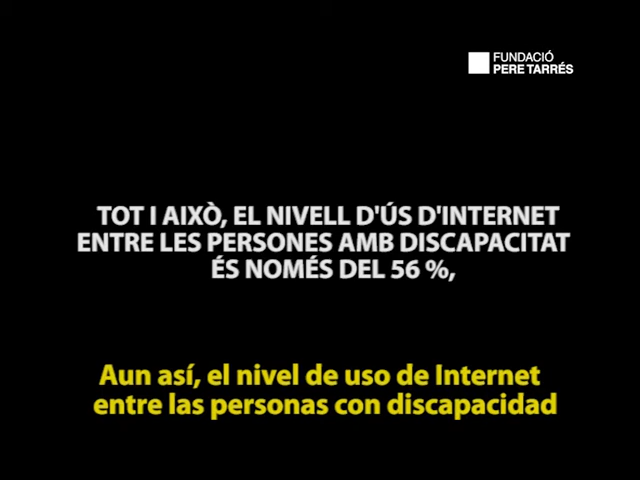 FUNDACIÓ
PERE TARRÉS
TOT I AIXÒ, EL NIVELL D'ÚS D'INTERNET
ENTRE LES PERSONES AMB DISCAPACITAT
ÉS NOMÉS DEL 56 %,
Aun así, el nivel de uso de Internet
entre las personas con discapacidad